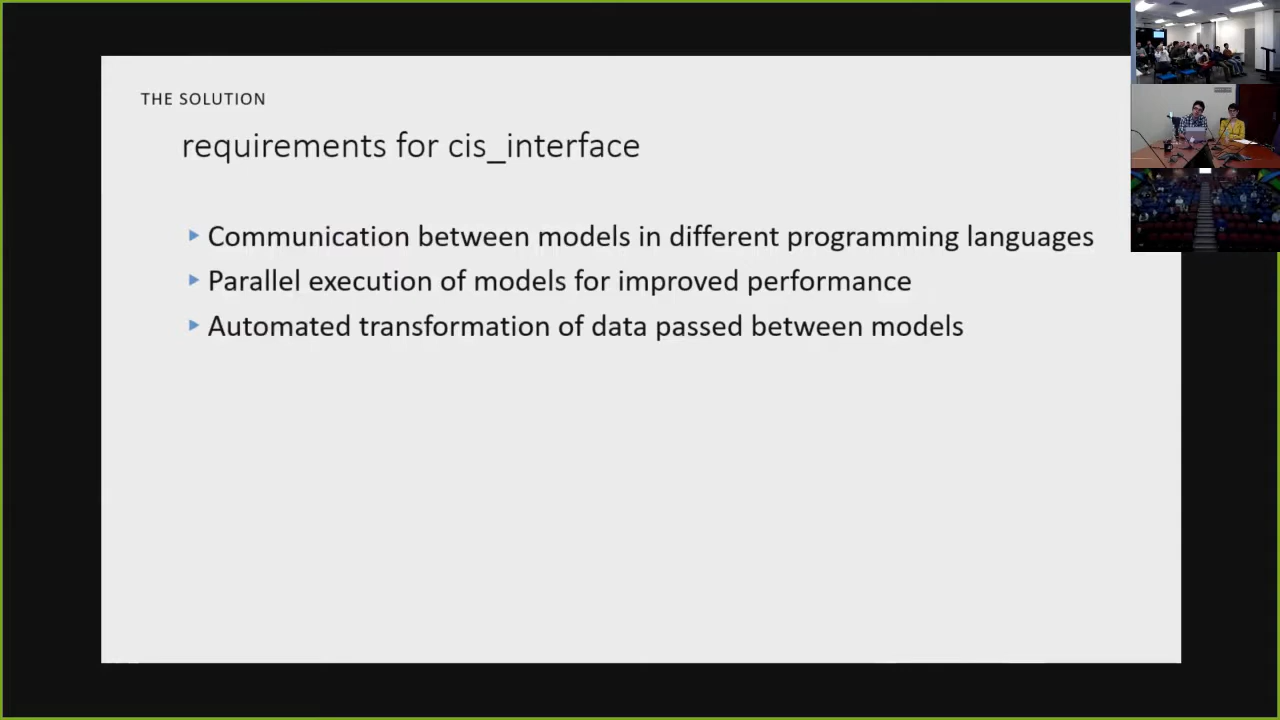 THE SOLUTION
requirements for cis_interface
Communication between models in different programming languages
Parallel execution of models for improved performance
Automated transformation of data passed between models